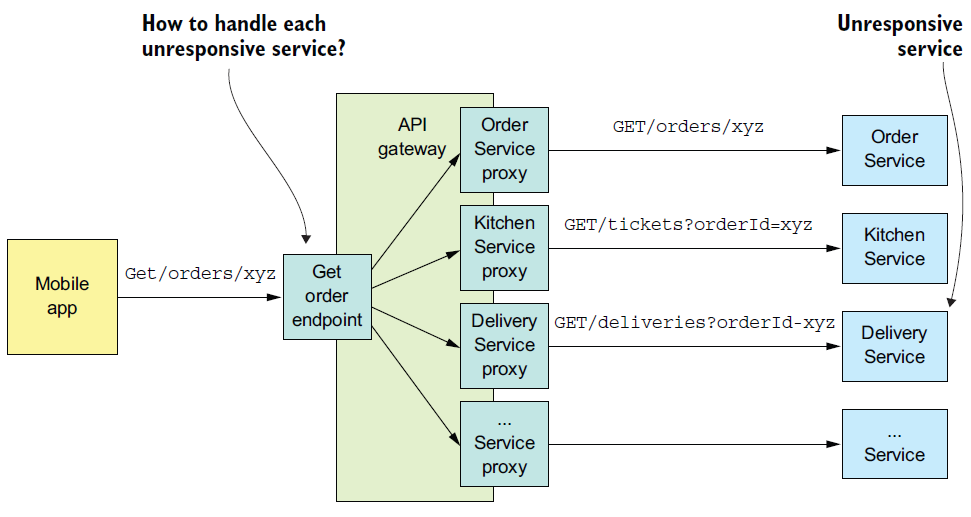 How to handle each
unresponsive service?
Unresponsive
service
API
gateway
Order
Service
proxy
GET/orders/xyz
Order
Service
Kitchen
Service
proxy
GET/tickets?orderId=xyz
Kitchen
Service
Mobile
app
Get/orders/xyz
Get
order
endpoint
Delivery
Service
proxy
GET/deliveries?orderId-xyz
Delivery
Service
...
Service
proxy
...
Service